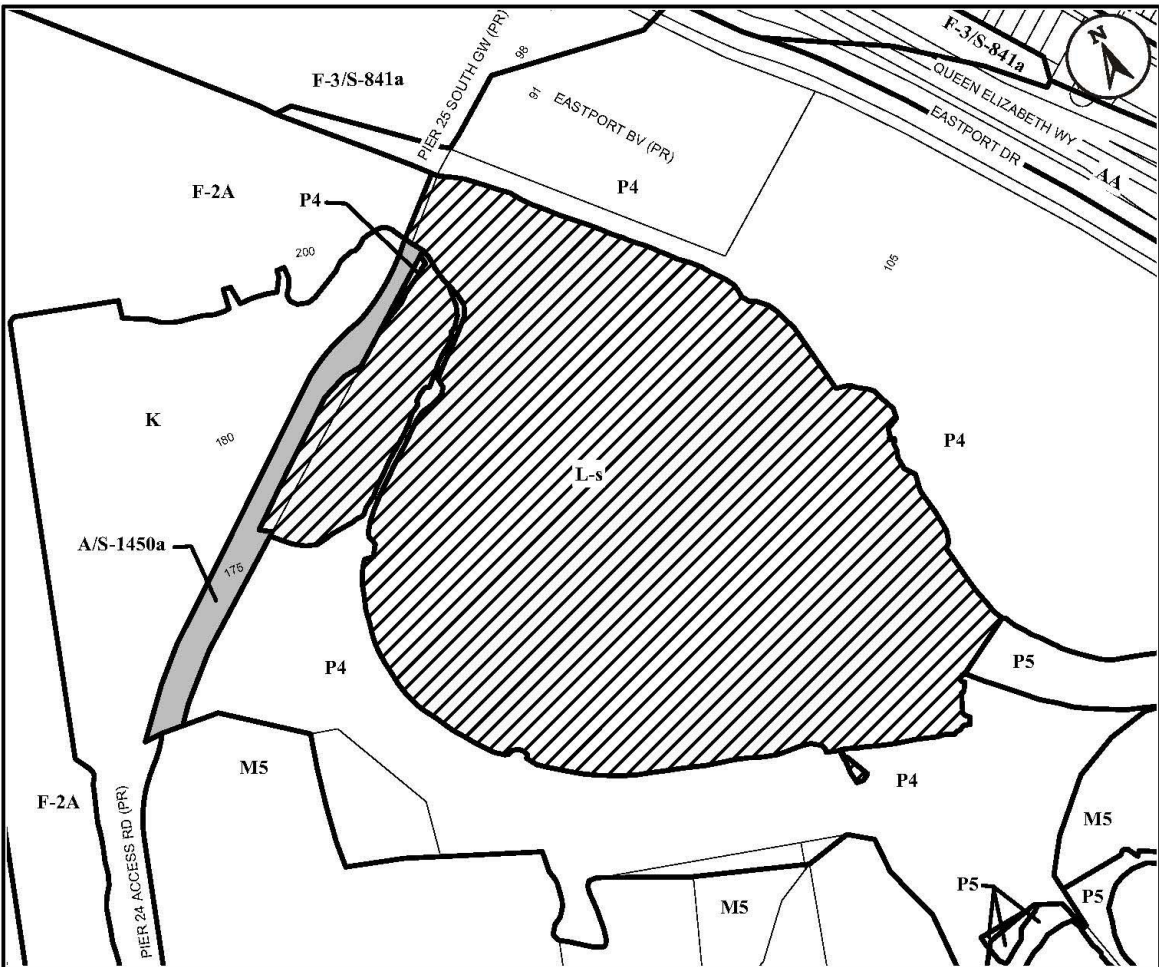 F-3/S-841a
N
F-3/S-841a
PIER 25 SOUTH GW (PR)
98
QUEEN ELIZABETH WY
91
EASTPORT BV (PR)
EASTPORT DR
AA
F-2A
P4
P4
200
105
K
180
P4
L-s
A/S-1450a
175
P4
P5
M5
P4
F-2A
M5
PIER 24 ACCESS RD (PR)
P5
P5
M5